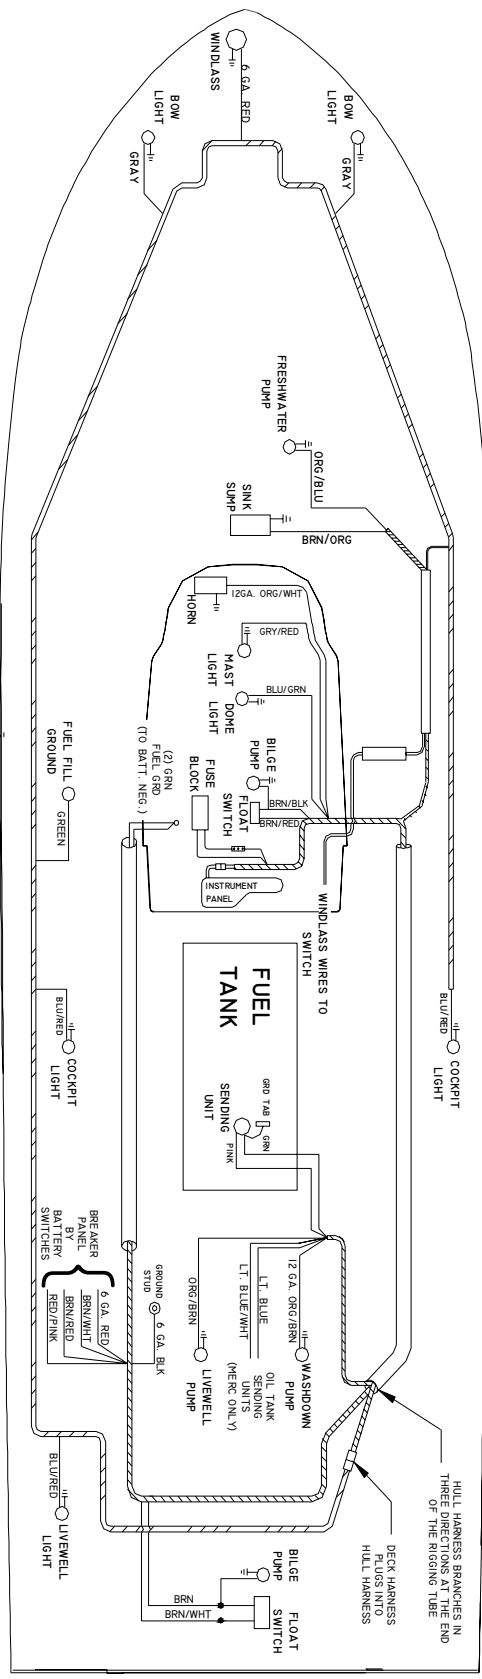 WINDLASS
6 GA. RED
BOW
LIGHT
GRAY
BOW
LIGHT
GRAY
FRESHWATER
PUMP
ORG/BLU
SINK
SUMP
BRN/ORG
HORN
12GA. ORG/WHT
GRY/RED
MAST
LIGHT
BLU/GRN
DOME
LIGHT
BILGE
PUMP
BRN/BLK
FLOAT
SWITCH
BRN/RED
FUSE
BLOCK
(2) GRN
FUEL GRD
(TO BATT. NEG.)
INSTRUMENT
PANEL
WINDLASS WIRES TO
SWITCH
FUEL FILL
GROUND
GREEN
FUEL
TANK
GRD TAB
GRN
SENDING
UNIT
PINK
BLU/RED
COCKPIT
LIGHT
BLU/RED
COCKPIT
LIGHT
BREAKER
PANEL
BY
BATTERY
SWITCHES
6 GA. RED
BRN/WHT
BRN/RED
RED/PINK
GROUND
STUD
6 GA. BLK
ORG/BRN
LIVEWELL
PUMP
LT. BLUE/WHT
LT. BLUE
OIL TANK
SENDING
UNITS
(MERC ONLY)
12 GA. ORG/BRN
WASHDOWN
PUMP
HULL HARNESS BRANCHES IN
THREE DIRECTIONS AT THE END
OF THE RIGGING TUBE
DECK HARNESS
PLUGS INTO
HULL HARNESS
BLU/RED
LIVEWELL
LIGHT
BILGE
PUMP
BRN
BRN/WHT
FLOAT
SWITCH